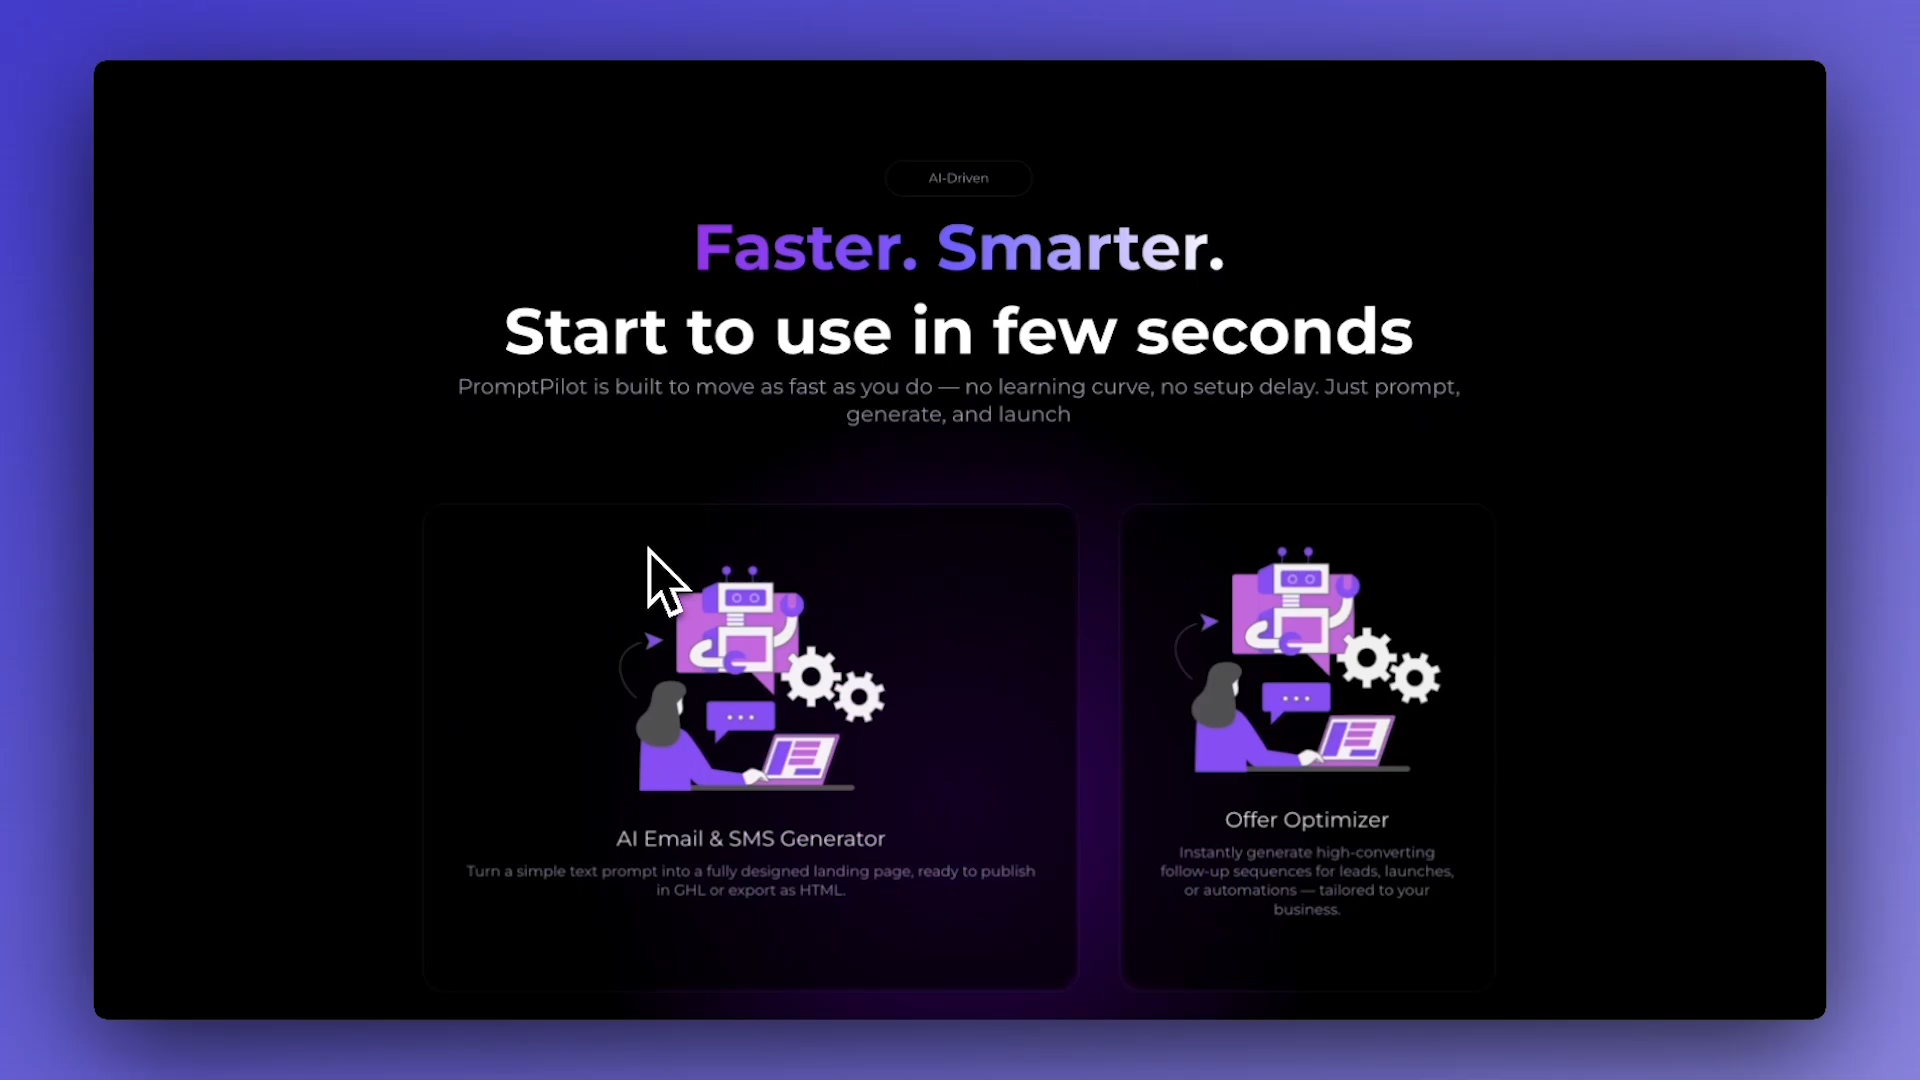 AI-Driven
Faster. Smarter.
Start to use in few seconds
PromptPilot is built to move as fast as you do — no learning curve, no setup delay. Just prompt,
generate, and launch
AI Email & SMS Generator
Turn a simple text prompt into a fully designed landing page, ready to publish
in GHL or export as HTML.
Offer Optimizer
Instantly generate high-converting
follow-up sequences for leads, launches,
or automations — tailored to your
business.